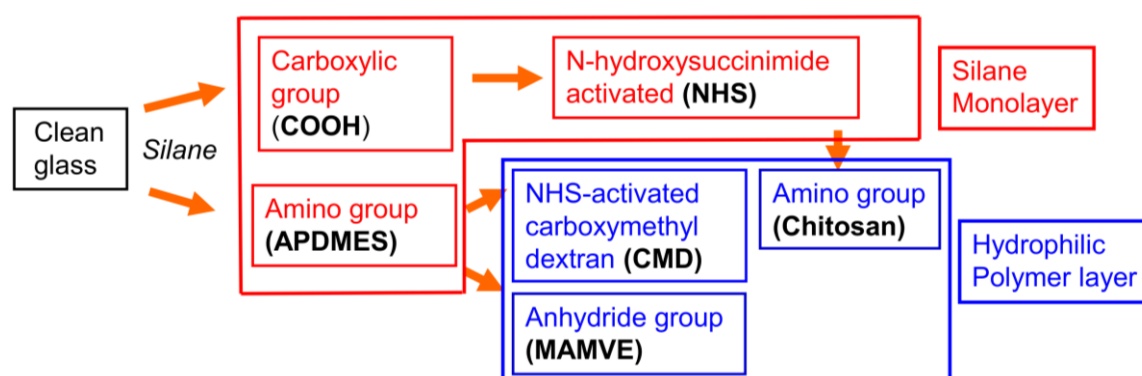 Clean
glass
Silane
Carboxylic
group
(COOH)
N-hydroxysuccinimide
activated (NHS)
Silane
Monolayer
Amino group
(APDMES)
NHS-activated
carboxymethyl
dextran (CMD)
Amino group
(Chitosan)
Anhydride group
(MAMVE)
Hydrophilic
Polymer layer